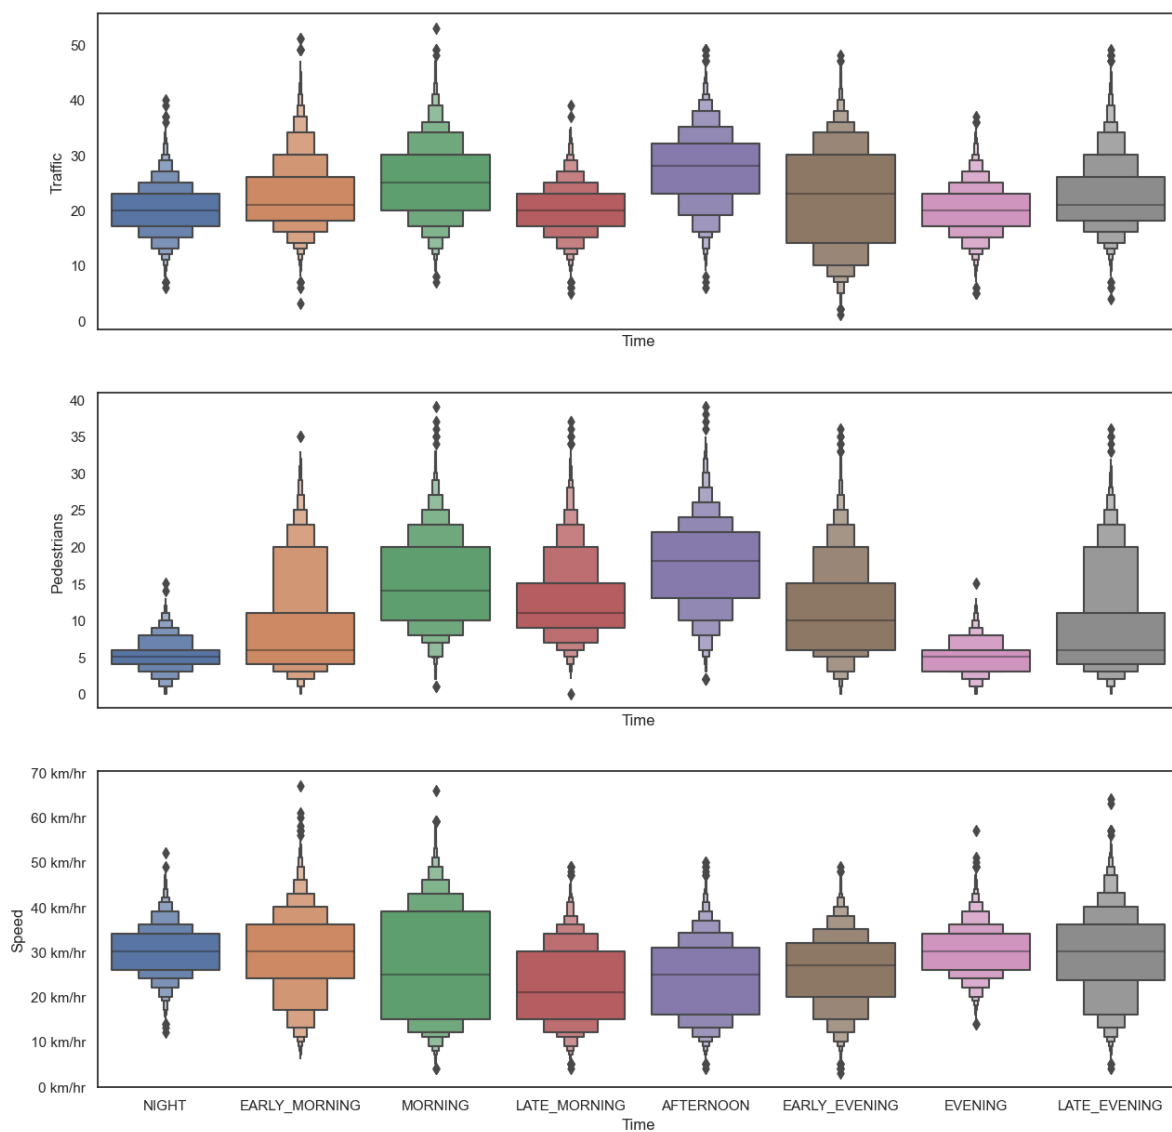 50
40
30
20
10
0
Traffic
Time
40
35
30
25
20
15
10
5
0
Pedestrians
Time
70 km/hr
60 km/hr
50 km/hr
40 km/hr
30 km/hr
20 km/hr
10 km/hr
0 km/hr
Speed
NIGHT EARLY_MORNING MORNING LATE_MORNING AFTERNOON EARLY_EVENING EVENING LATE_EVENING
Time